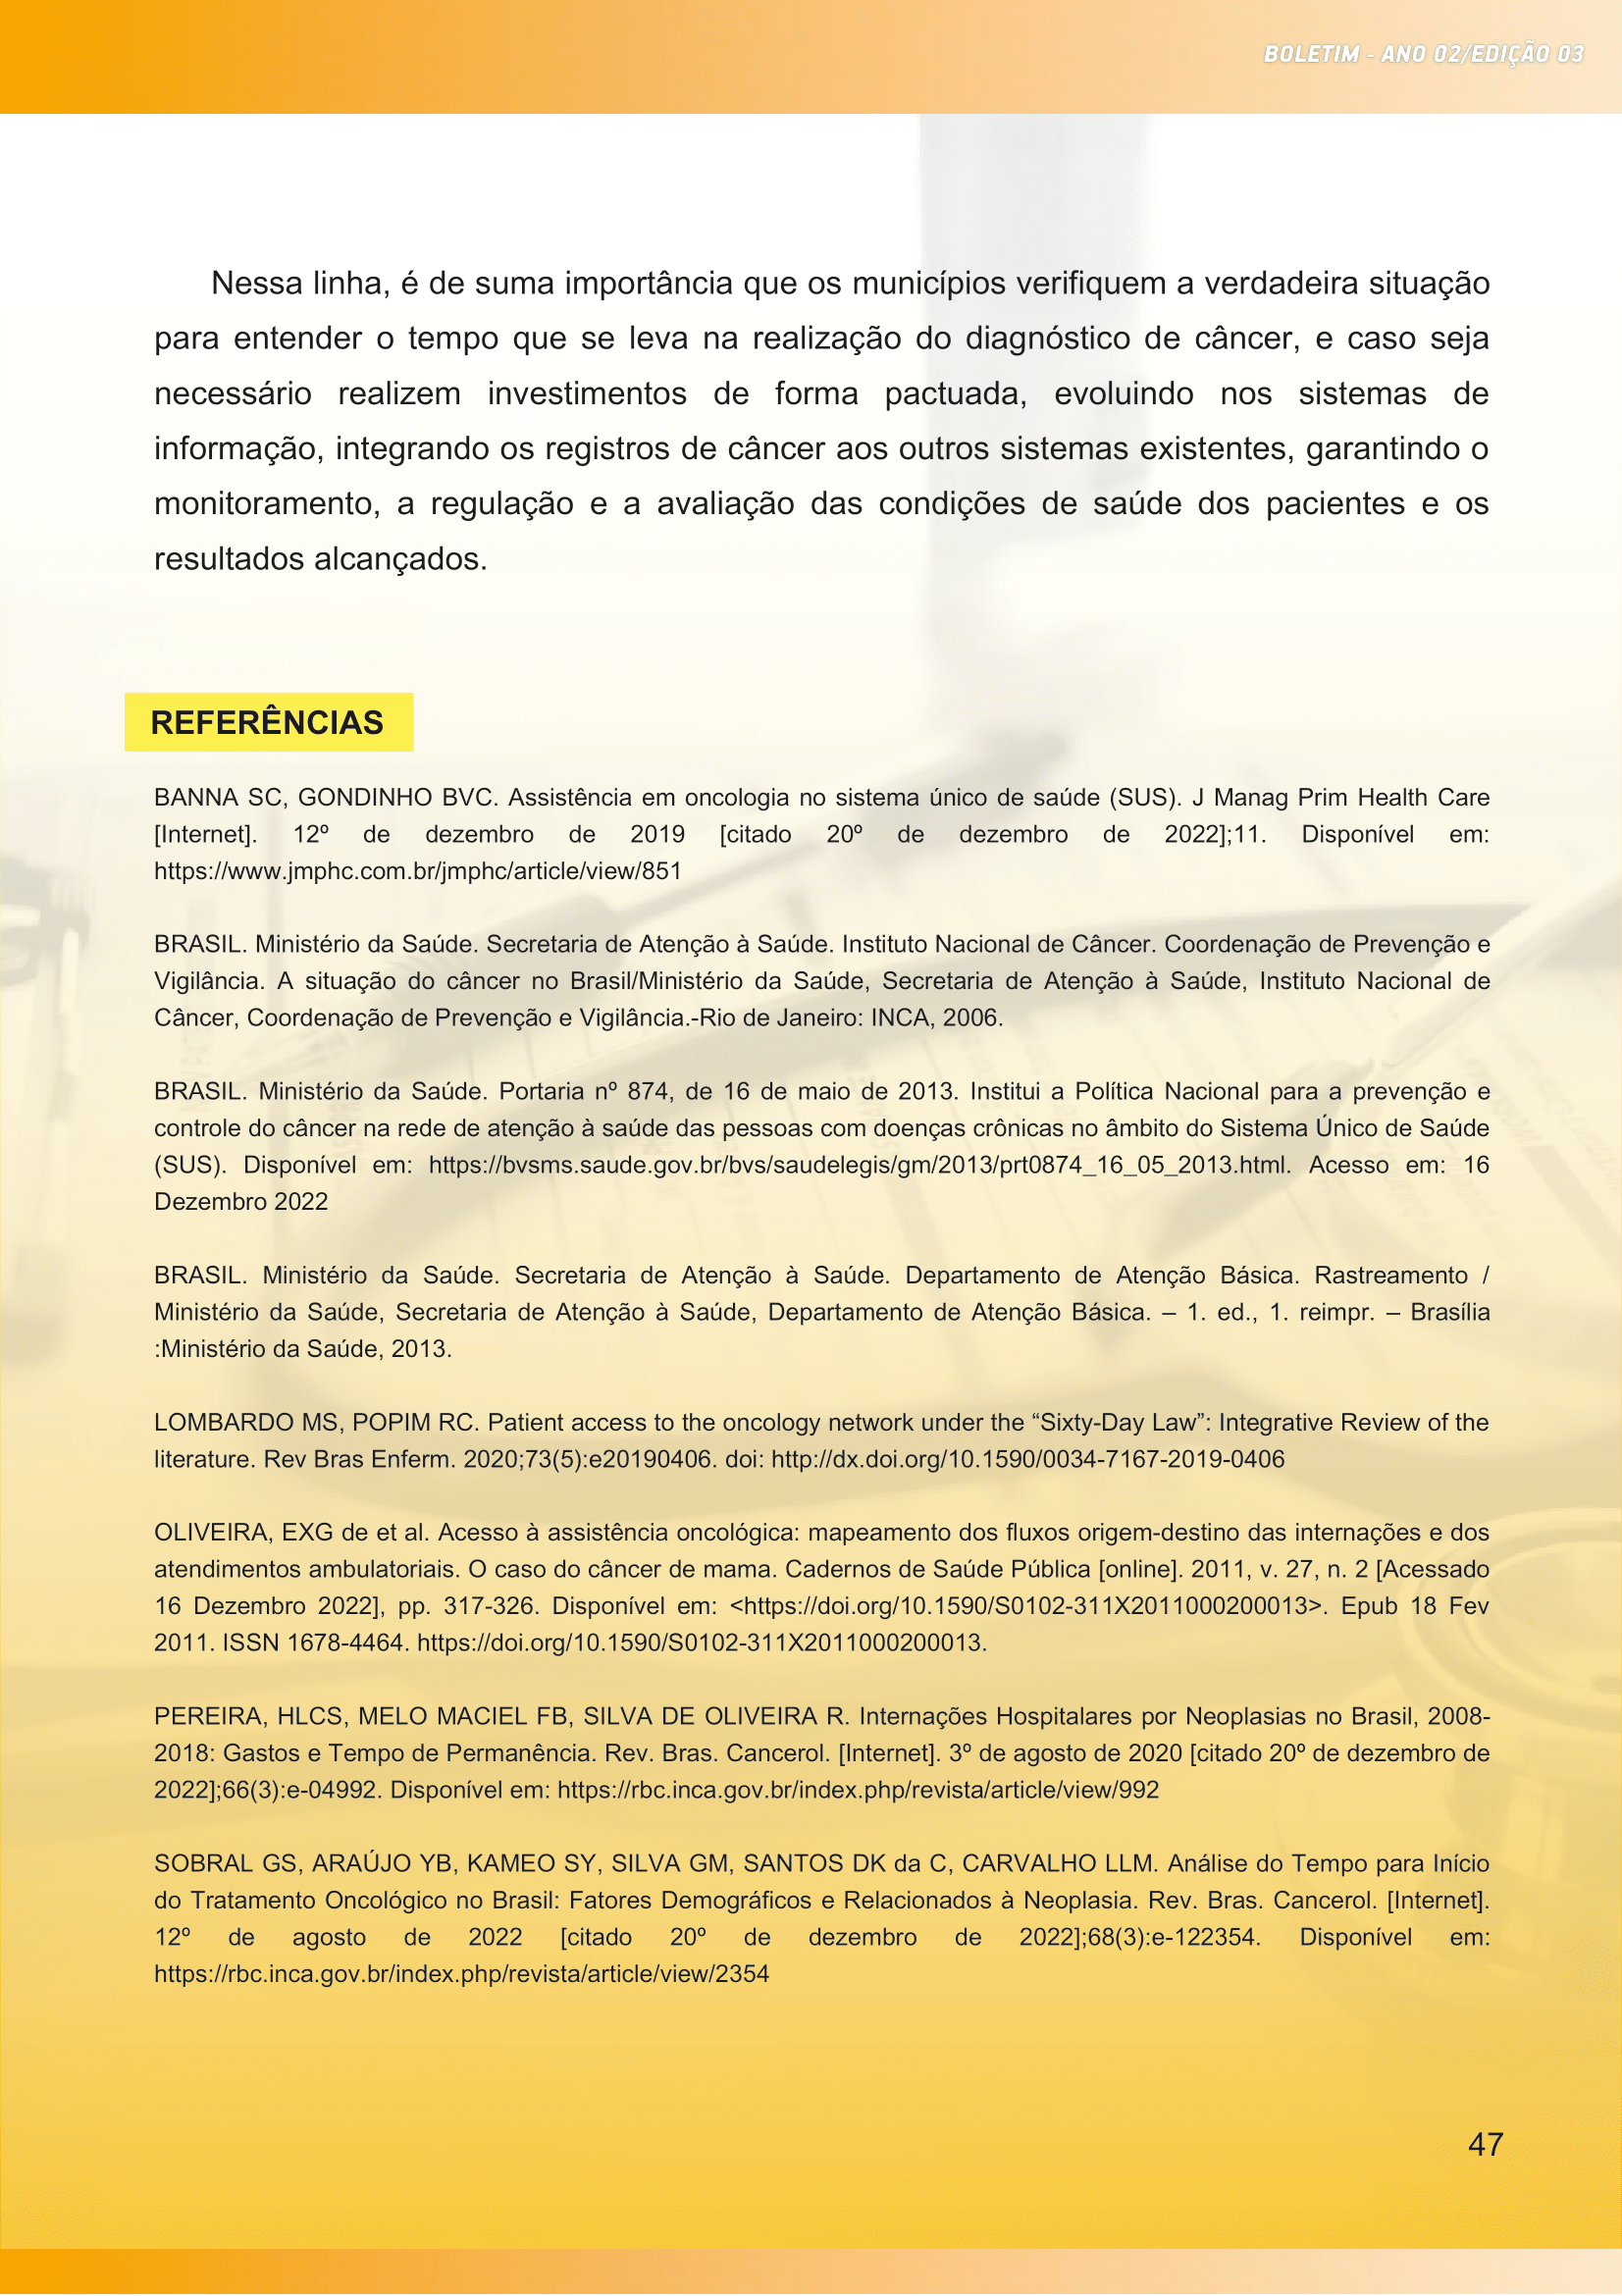 BOLETIM - ANO 02/EDIÇÃO 03
Nessa linha, é de suma importância que os municípios verifiquem a verdadeira situação
para entender o tempo que se leva na realização do diagnóstico de câncer, e caso seja
necessário realizem investimentos de forma pactuada, evoluindo nos sistemas de
informação, integrando os registros de câncer aos outros sistemas existentes, garantindo o
monitoramento, a regulação e a avaliação das condições de saúde dos pacientes e os
resultados alcançados.
REFERÊNCIAS
BANNA SC, GONDINHO BVC. Assistência em oncologia no sistema único de saúde (SUS). J Manag Prim Health Care
[Internet]. 12º de dezembro de 2019 [citado 20º de dezembro de 2022];11. Disponível em:
https://www.jmphc.com.br/jmphc/article/view/851
BRASIL. Ministério da Saúde. Secretaria de Atenção à Saúde. Instituto Nacional de Câncer. Coordenação de Prevenção e
Vigilância. A situação do câncer no Brasil/Ministério da Saúde, Secretaria de Atenção à Saúde, Instituto Nacional de
Câncer, Coordenação de Prevenção e Vigilância.-Rio de Janeiro: INCA, 2006.
BRASIL. Ministério da Saúde. Portaria nº 874, de 16 de maio de 2013. Institui a Política Nacional para a prevenção e
controle do câncer na rede de atenção à saúde das pessoas com doenças crônicas no âmbito do Sistema Único de Saúde
(SUS). Disponível em: https://bvsms.saude.gov.br/bvs/saudelegis/gm/2013/prt0874_16_05_2013.html. Acesso em: 16
Dezembro 2022
BRASIL. Ministério da Saúde. Secretaria de Atenção à Saúde. Departamento de Atenção Básica. Rastreamento /
Ministério da Saúde, Secretaria de Atenção à Saúde, Departamento de Atenção Básica. – 1. ed., 1. reimpr. – Brasília
:Ministério da Saúde, 2013.
LOMBARDO MS, POPIM RC. Patient access to the oncology network under the “Sixty-Day Law”: Integrative Review of the
literature. Rev Bras Enferm. 2020;73(5):e20190406. doi: http://dx.doi.org/10.1590/0034-7167-2019-0406
OLIVEIRA, EXG de et al. Acesso à assistência oncológica: mapeamento dos fluxos origem-destino das internações e dos
atendimentos ambulatoriais. O caso do câncer de mama. Cadernos de Saúde Pública [online]. 2011, v. 27, n. 2 [Acessado
16 Dezembro 2022], pp. 317-326. Disponível em: <https://doi.org/10.1590/S0102-311X2011000200013>. Epub 18 Fev
2011. ISSN 1678-4464. https://doi.org/10.1590/S0102-311X2011000200013.
PEREIRA, HLCS, MELO MACIEL FB, SILVA DE OLIVEIRA R. Internações Hospitalares por Neoplasias no Brasil, 2008-
2018: Gastos e Tempo de Permanência. Rev. Bras. Cancerol. [Internet]. 3º de agosto de 2020 [citado 20º de dezembro de
2022];66(3):e-04992. Disponível em: https://rbc.inca.gov.br/index.php/revista/article/view/992
SOBRAL GS, ARAÚJO YB, KAMEO SY, SILVA GM, SANTOS DK da C, CARVALHO LLM. Análise do Tempo para Início
do Tratamento Oncológico no Brasil: Fatores Demográficos e Relacionados à Neoplasia. Rev. Bras. Cancerol. [Internet].
12º de agosto de 2022 [citado 20º de dezembro de 2022];68(3):e-122354. Disponível em:
https://rbc.inca.gov.br/index.php/revista/article/view/2354
47